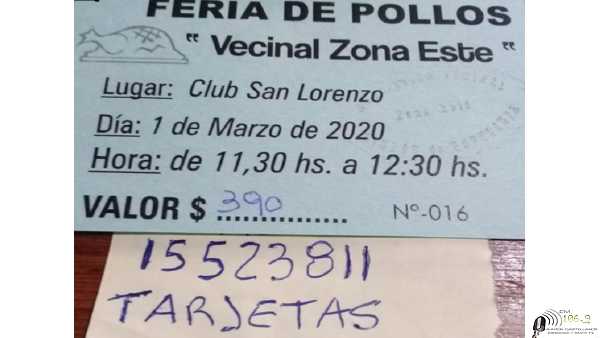 FERIA DE POLLOS
" Vecinal Zona Este "
Lugar: Club San Lorenzo
Día: 1 de Marzo de 2020
Hora: de 11,30 hs. a 12:30 hs.
VALOR $ 390 ............... Nº-016
15523811
TARJETAS